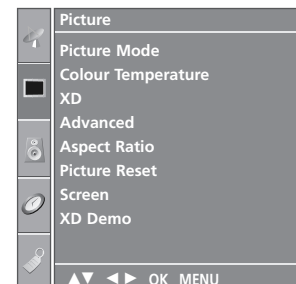 Picture
Picture Mode
Colour Temperature
XD
Advanced
Aspect Ratio
Picture Reset
Screen
XD Demo
▲▼ ◄► OK MENU